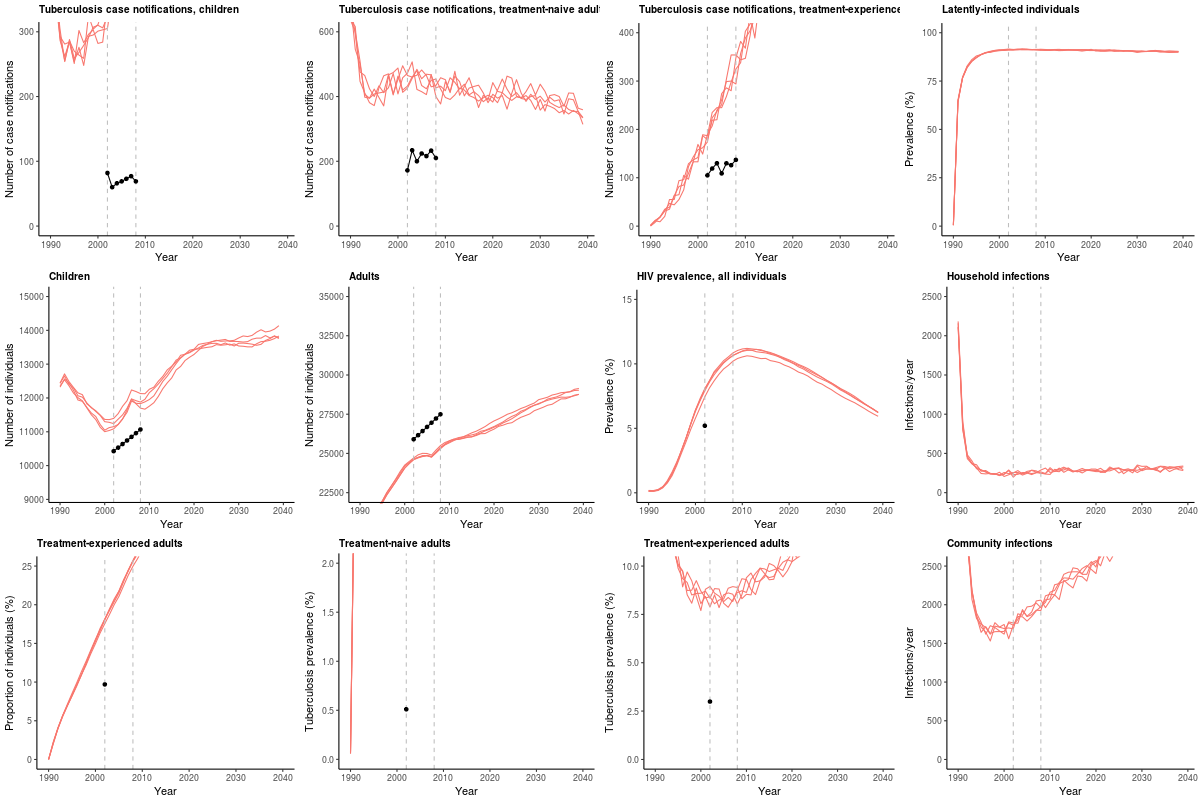 Tuberculosis case notifications, children
Number of case notifications
300
200
100
0
1990 2000 2010 2020 2030 2040
Year
Tuberculosis case notifications, treatment-naive adul
Number of case notifications
600
400
200
0
1990 2000 2010 2020 2030 2040
Year
Tuberculosis case notifications, treatment-experience
Number of case notifications
400
300
200
100
0
1990 2000 2010 2020 2030 2040
Year
Latently-infected individuals
Prevalence (%)
100
75
50
25
0
1990 2000 2010 2020 2030 2040
Year
Children
Number of individuals
15000
14000
13000
12000
11000
10000
9000
1990 2000 2010 2020 2030 2040
Year
Adults
Number of individuals
35000
32500
30000
27500
25000
22500
1990 2000 2010 2020 2030 2040
Year
HIV prevalence, all individuals
Prevalence (%)
15
10
5
0
1990 2000 2010 2020 2030 2040
Year
Household infections
Infections/year
2500
2000
1500
1000
500
0
1990 2000 2010 2020 2030 2040
Year
Treatment-experienced adults
Proportion of individuals (%)
25
20
15
10
5
0
1990 2000 2010 2020 2030 2040
Year
Treatment-naive adults
Tuberculosis prevalence (%)
2.0
1.5
1.0
0.5
0.0
1990 2000 2010 2020 2030 2040
Year
Treatment-experienced adults
Tuberculosis prevalence (%)
10.0
7.5
5.0
2.5
0.0
1990 2000 2010 2020 2030 2040
Year
Community infections
Infections/year
2500
2000
1500
1000
500
0
1990 2000 2010 2020 2030 2040
Year